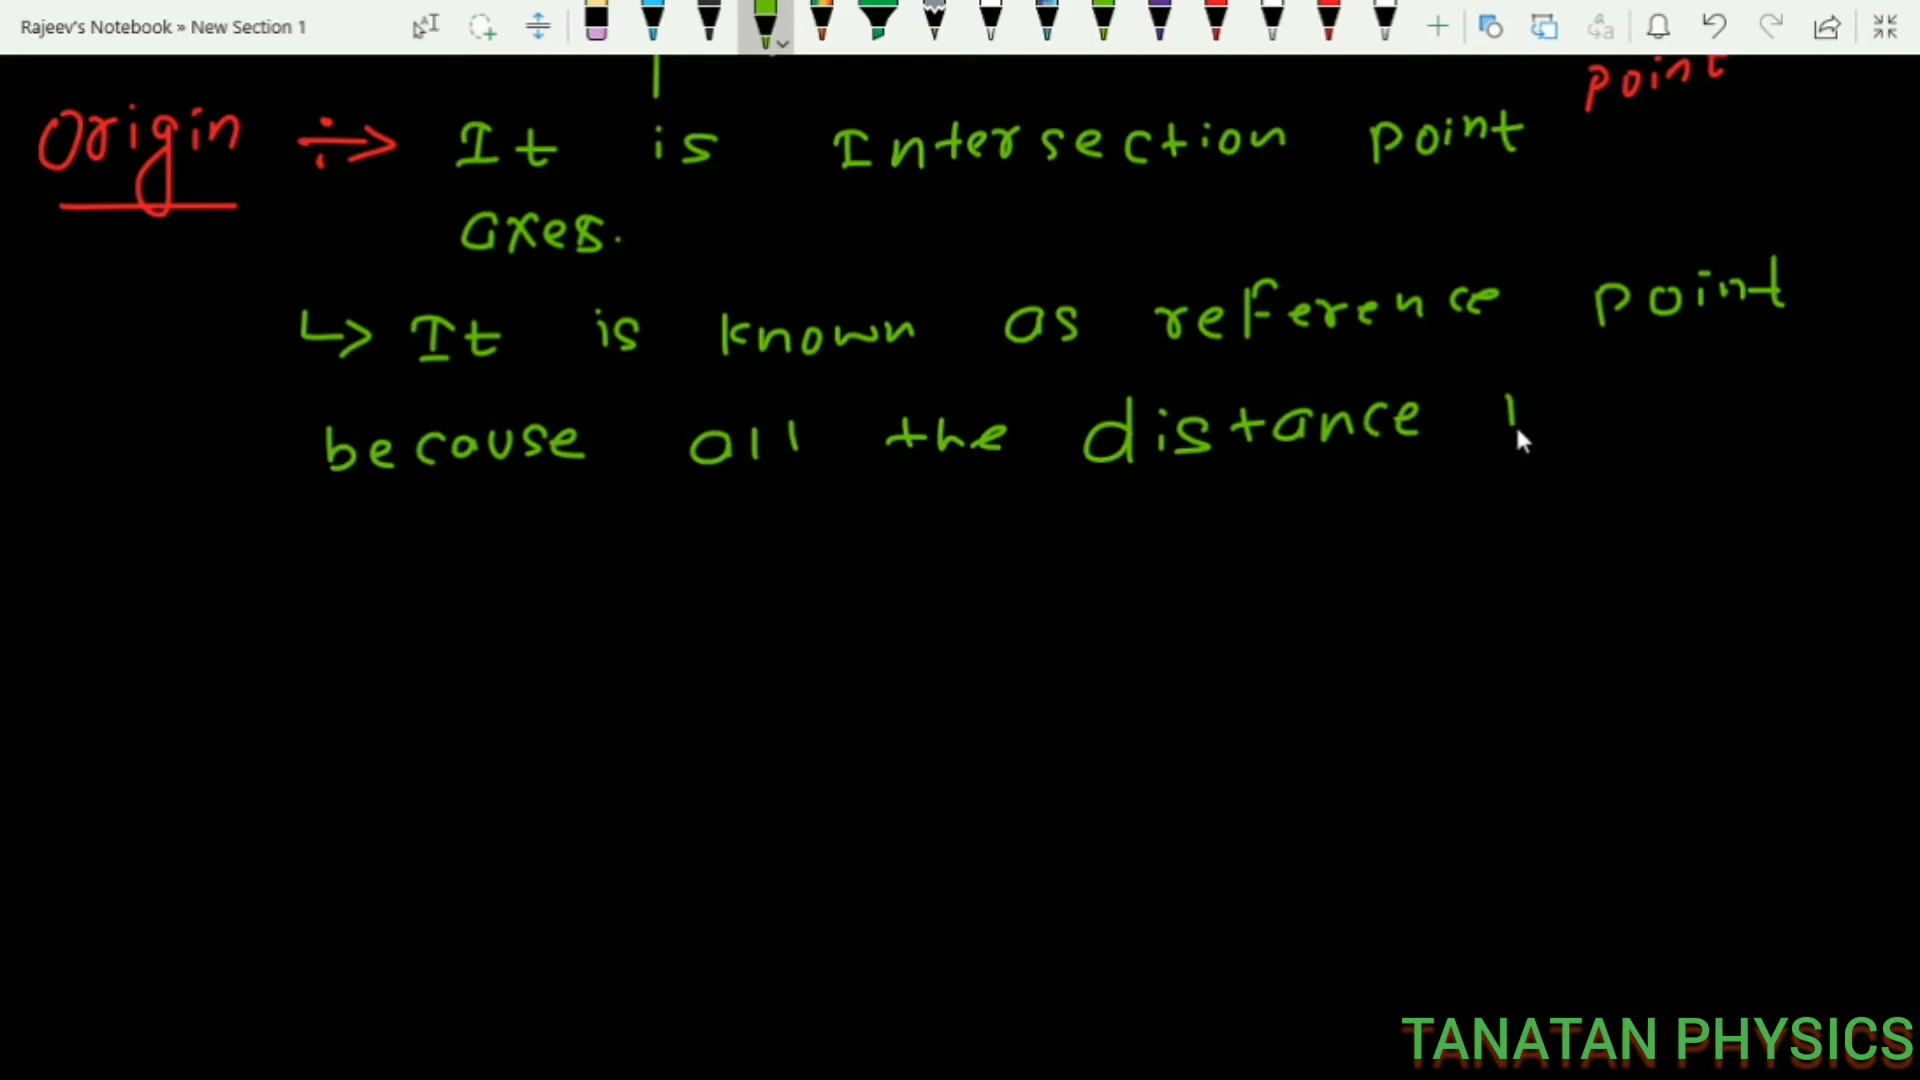 Rajeev's Notebook » New Section 1
point
Origin ÷> It is Intersection point
axes.
↳ It is known as reference point
because all the distance
TANATAN PHYSICS